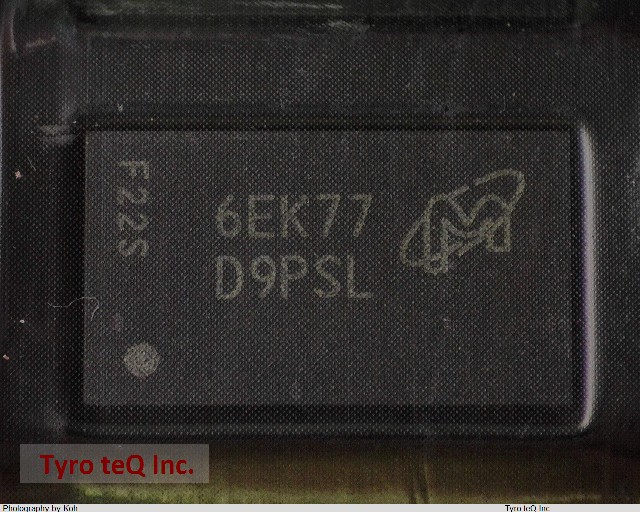 F22S
6EK77
D9PSL
Tyro teQ Inc.
Photography by Koh
Tyro teQ Inc